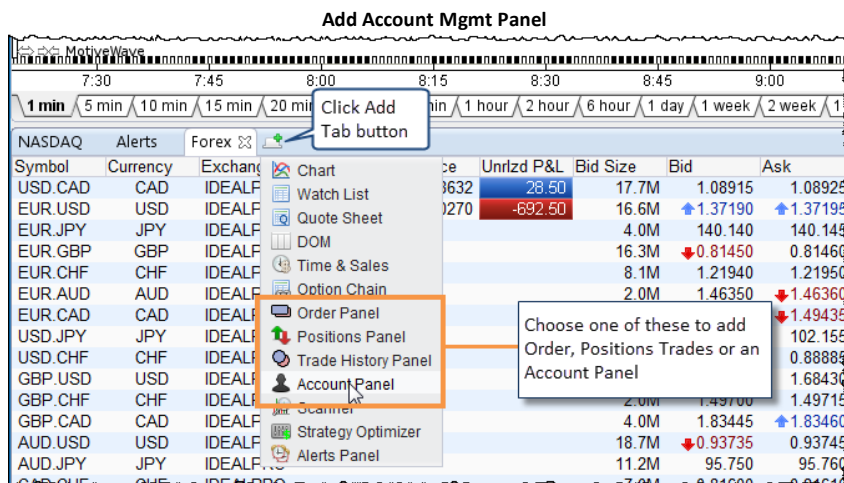 Add Account Mgmt Panel
MotiveWave
7:30 7:45 8:00 8:15 8:30 8:45 9:00
1 min 5 min 10 min 15 min 20 min 1 hour 2 hour 6 hour 1 day 1 week 2 week
Click Add
Tab button
NASDAQ Alerts Forex
Symbol Currency Unrlzd P&L Bid Size Bid Ask
USD.CAD CAD 28.50 17.7M 1.08915
EUR.USD USD -692.50 16.6M 1.37190
EUR.JPY JPY 4.0M 140.140
EUR.GBP GBP 16.3M 0.81450
EUR.CHF CHF 8.1M 1.21940
EUR.AUD AUD 2.0M 1.46350
EUR.CAD CAD
USD.JPY JPY
USD.CHF CHF
GBP.USD USD
GBP.CHF CHF 2.0M 1.49700
GBP.CAD CAD 4.0M 1.83445
AUD.USD USD 18.7M 0.93735
AUD.JPY JPY 11.2M 95.750
Chart
Watch List
Quote Sheet
DOM
Time & Sales
Option Chain
Order Panel
Positions Panel
Trade History Panel
Account Panel
Scanner
Strategy Optimizer
Alerts Panel
Choose one of these to add
Order, Positions Trades or an
Account Panel